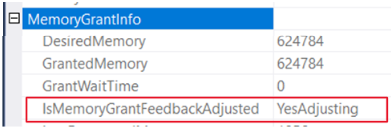 MemoryGrantInfo
DesiredMemory 624784
GrantedMemory 624784
GrantWaitTime 0
IsMemoryGrantFeedbackAdjusted YesAdjusting